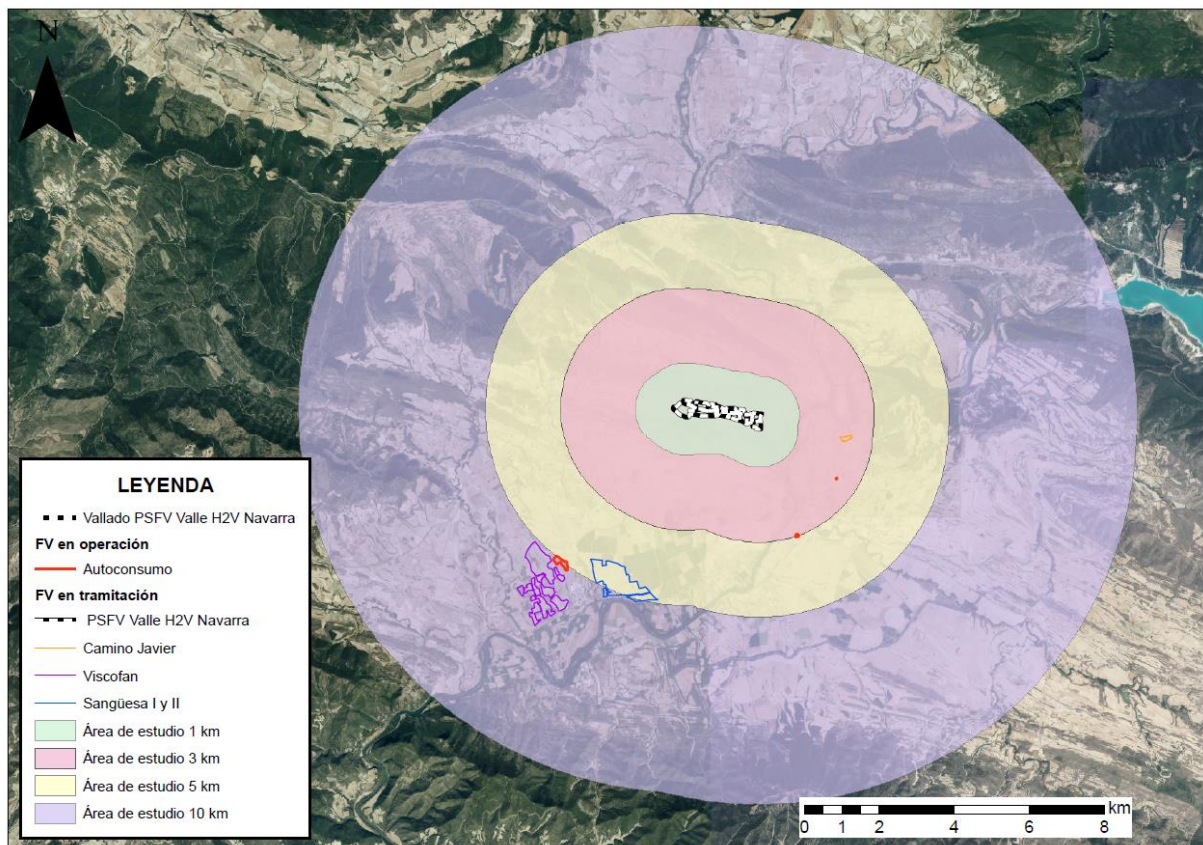 N
LEYENDA
Vallado PSFV Valle H2V Navarra
FV en operación
Autoconsumo
FV en tramitación
PSFV Valle H2V Navarra
Camino Javier
Viscofan
Sangüesa I y II
Área de estudio 1 km
Área de estudio 3 km
Área de estudio 5 km
Área de estudio 10 km
km
0 1 2 4 6 8